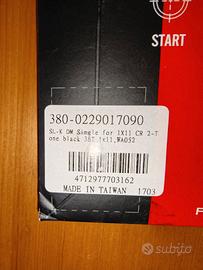 START
380-0229017090
SL-K DM Single for 1X11 CR 2-T
one black 38T,1x11,WA052
4712977703162
MADE IN TAIWAN 1703
F
subito